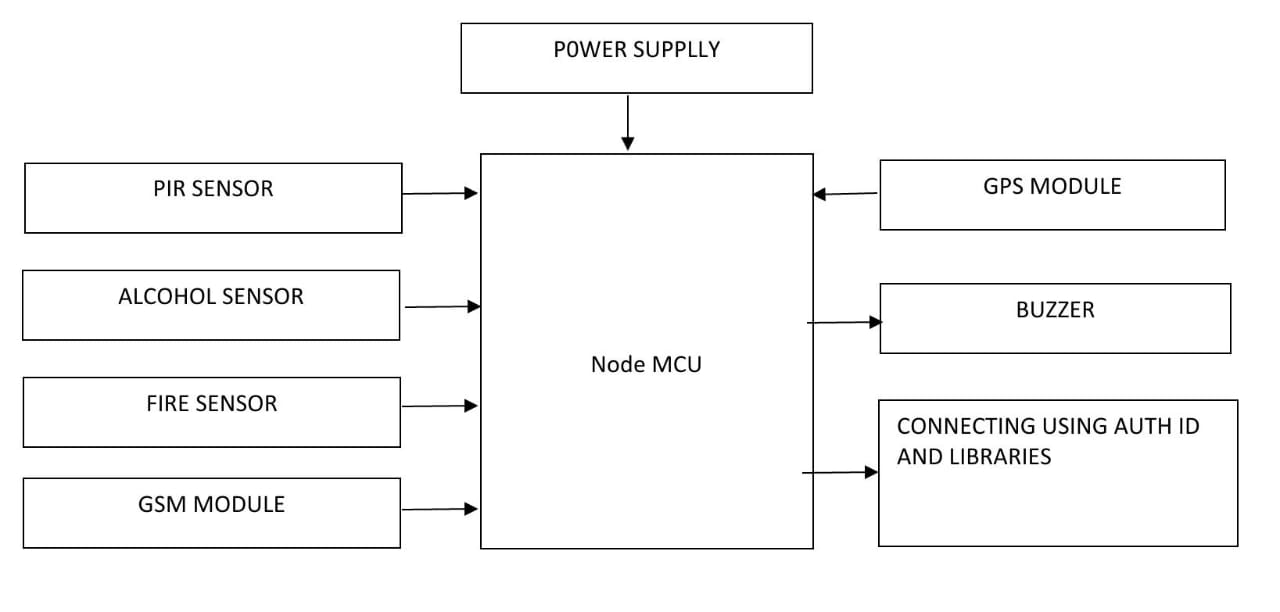 P0WER SUPPLLY
PIR SENSOR
GPS MODULE
ALCOHOL SENSOR
BUZZER
Node MCU
FIRE SENSOR
CONNECTING USING AUTH ID
AND LIBRARIES
GSM MODULE